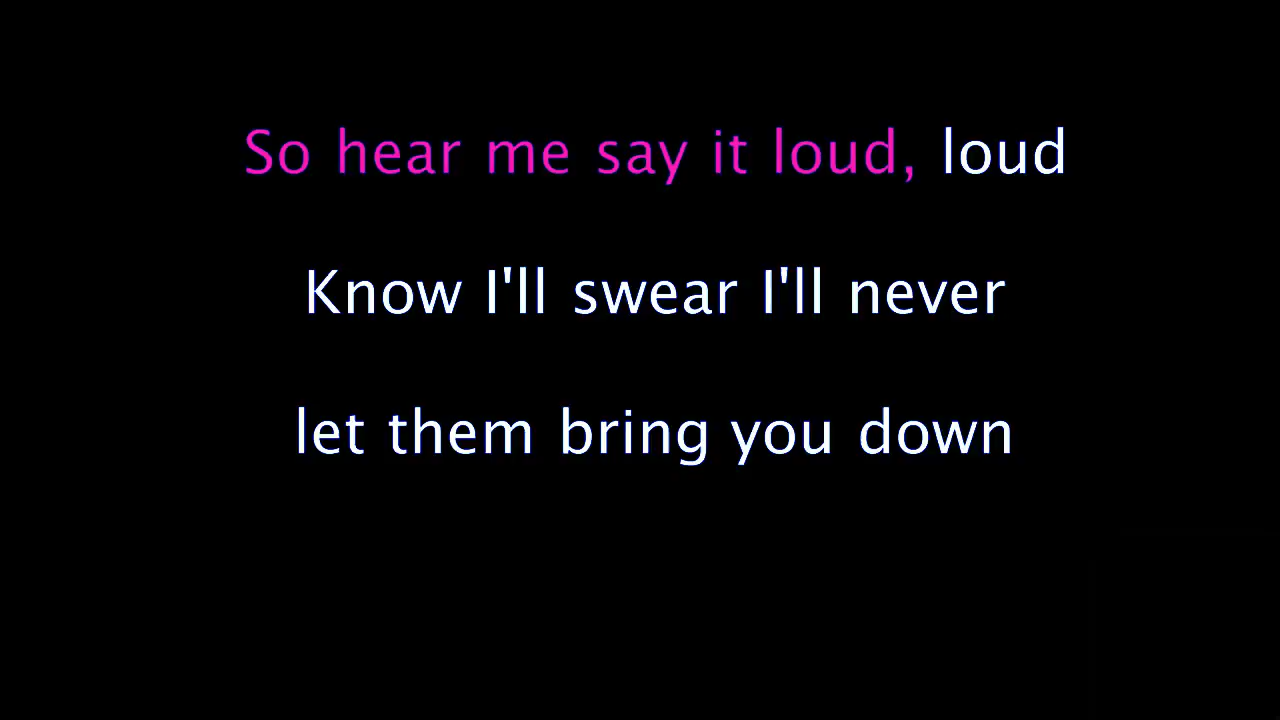 So hear me say it loud, loud
Know I'll swear I'll never
let them bring you down